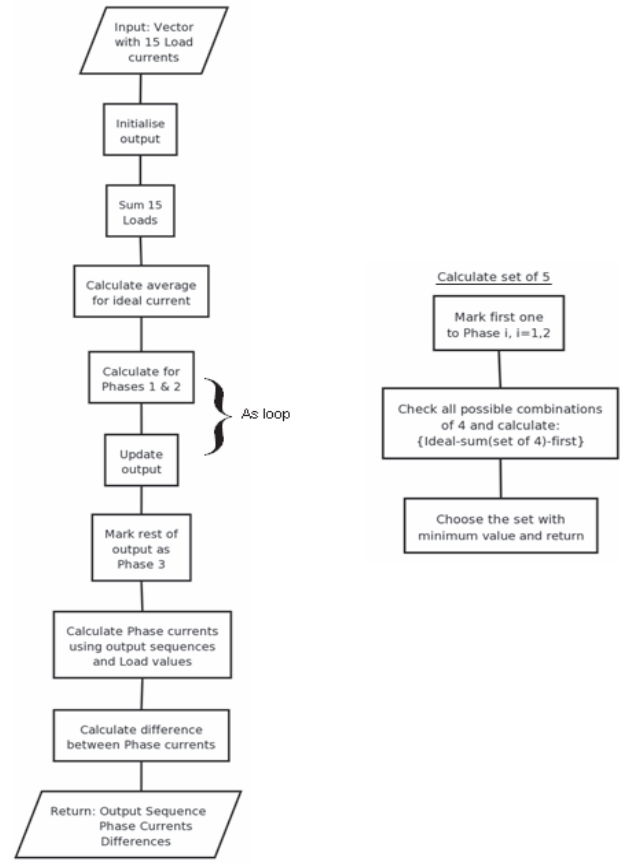 Input: Vector
with 15 Load
currents
Initialise
output
Sum 15
Loads
Calculate average
for ideal current
Calculate for
Phases 1 & 2
As loop
Update
output
Mark rest of
output as
Phase 3
Calculate Phase currents
using output sequences
and Load values
Calculate difference
between Phase currents
Return: Output Sequence
Phase Currents
Differences
Calculate set of 5
Mark first one
to Phase i, i=1,2
Check all possible combinations
of 4 and calculate:
{Ideal-sum(set of 4)-first}
Choose the set with
minimum value and return